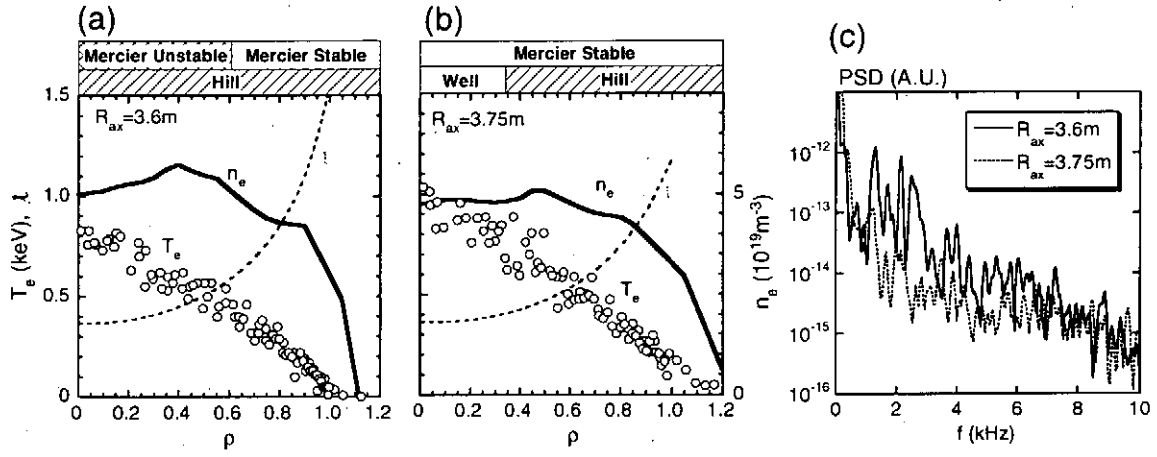 (a)
Mercier Unstable Mercier Stable
Hill
R_ax=3.6m
n_e
T_e
T_e (keV), ɩ
1.5
1.0
0.5
0
0 0.2 0.4 0.6 0.8 1.0 1.2
ρ
(b)
Mercier Stable
Well Hill
R_ax=3.75m
n_e
T_e
5
0
n_e (10^19 m^-3)
0 0.2 0.4 0.6 0.8 1.0 1.2
ρ
(c)
PSD (A.U.)
R_ax=3.6m
R_ax=3.75m
10^-12
10^-13
10^-14
10^-15
10^-16
0 2 4 6 8 10
f (kHz)